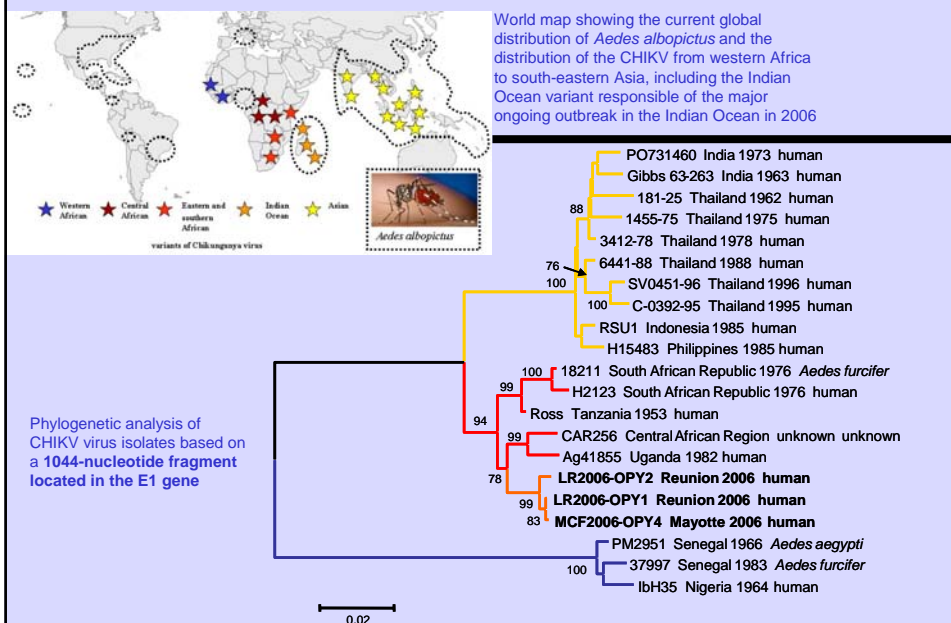 World map showing the current global
distribution of Aedes albopictus and the
distribution of the CHIKV from western Africa
to south-eastern Asia, including the Indian
Ocean variant responsible of the major
ongoing outbreak in the Indian Ocean in 2006
Western
African
Central
African
Eastern and
southern
African
Indian
Ocean
Asian
variants of Chikungunya virus
Aedes albopictus
PO731460 India 1973 human
Gibbs 63-263 India 1963 human
181-25 Thailand 1962 human
88
1455-75 Thailand 1975 human
3412-78 Thailand 1978 human
76
6441-88 Thailand 1988 human
100
SV0451-96 Thailand 1996 human
100
C-0392-95 Thailand 1995 human
RSU1 Indonesia 1985 human
H15483 Philippines 1985 human
100
18211 South African Republic 1976 Aedes furcifer
99
H2123 South African Republic 1976 human
94
Ross Tanzania 1953 human
99
CAR256 Central African Region unknown unknown
Ag41855 Uganda 1982 human
78
LR2006-OPY2 Reunion 2006 human
99
LR2006-OPY1 Reunion 2006 human
83
MCF2006-OPY4 Mayotte 2006 human
PM2951 Senegal 1966 Aedes aegypti
100
37997 Senegal 1983 Aedes furcifer
IbH35 Nigeria 1964 human
Phylogenetic analysis of
CHIKV virus isolates based on
a 1044-nucleotide fragment
located in the E1 gene
0.02